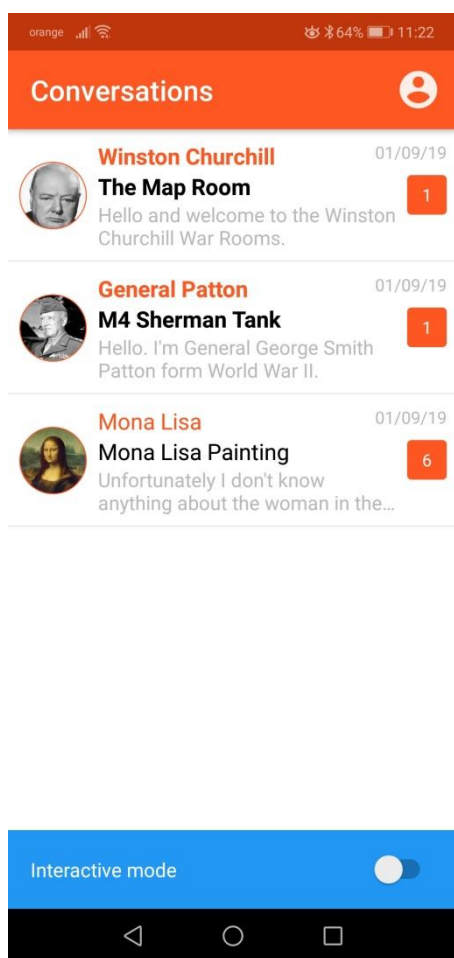 orange 64% 11:22
Conversations
Winston Churchill 01/09/19
The Map Room 1
Hello and welcome to the Winston
Churchill War Rooms.
General Patton 01/09/19
M4 Sherman Tank 1
Hello. I'm General George Smith
Patton form World War II.
Mona Lisa 01/09/19
Mona Lisa Painting 6
Unfortunately I don't know
anything about the woman in the...
Interactive mode